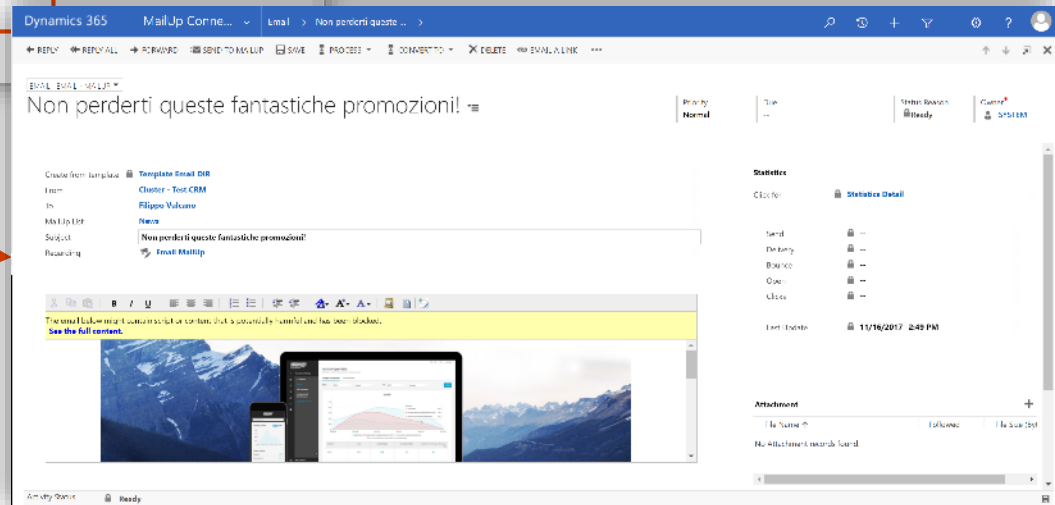 Dynamics 365 MailUp Conne... Email > Non perderti queste ... >
REPLY REPLY ALL FORWARD SEND TO MAILUP SAVE PROCESS CONVERT TO DELETE EMAIL A LINK ...
EMAIL : EMAIL - MAILUP
Non perderti queste fantastiche promozioni!
Priority Due Status Reason Owner*
Normal -- Ready SYSTEM
Create from template Template Email DIR
From Cluster - Test CRM
To Filippo Vulcano
MailUp List News
Subject Non perderti queste fantastiche promozioni!
Regarding Email MailUp
Statistics
Click for Statistics Detail
Send --
Delivery --
Bounce --
Open --
Clicks --
Last Update 11/16/2017 2:49 PM
B I U
The email below might contain script or content that is potentially harmful and has been blocked.
See the full content.
Attachment +
File Name Followed File Size (Byt
No Attachment records found.
Activity Status Ready